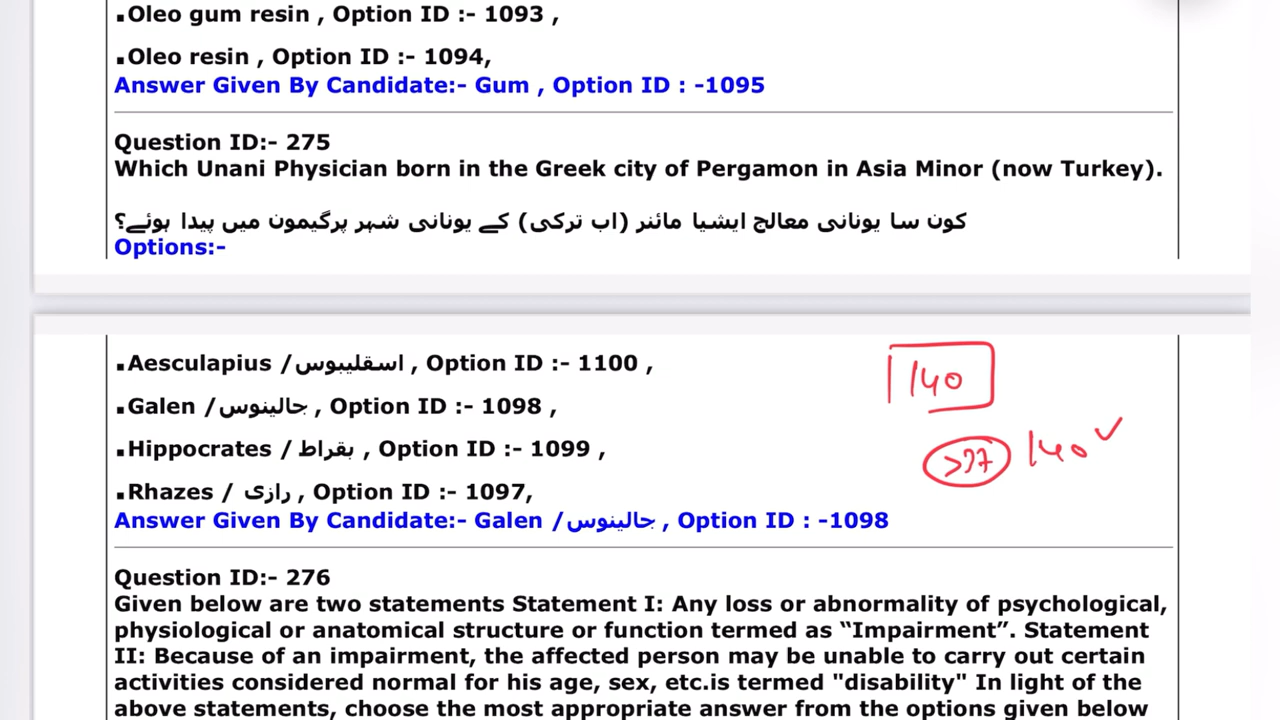 ▪Oleo gum resin , Option ID :- 1093 ,
▪Oleo resin , Option ID :- 1094,
Answer Given By Candidate:- Gum , Option ID : -1095
Question ID:- 275
Which Unani Physician born in the Greek city of Pergamon in Asia Minor (now Turkey).
کون سا یونانی معالج ایشیا مائنر (اب ترکی) کے یونانی شہر پرگیمون میں پیدا ہوئے؟
Options:-
▪Aesculapius / اسقلیبوس , Option ID :- 1100 ,
▪Galen / جالینوس , Option ID :- 1098 ,
▪Hippocrates / بقراط , Option ID :- 1099 ,
▪Rhazes / رازی , Option ID :- 1097,
Answer Given By Candidate:- Galen / جالینوس , Option ID : -1098
140
140 ✓
Question ID:- 276
Given below are two statements Statement I: Any loss or abnormality of psychological,
physiological or anatomical structure or function termed as “Impairment”. Statement
II: Because of an impairment, the affected person may be unable to carry out certain
activities considered normal for his age, sex, etc.is termed "disability" In light of the
above statements, choose the most appropriate answer from the options given below